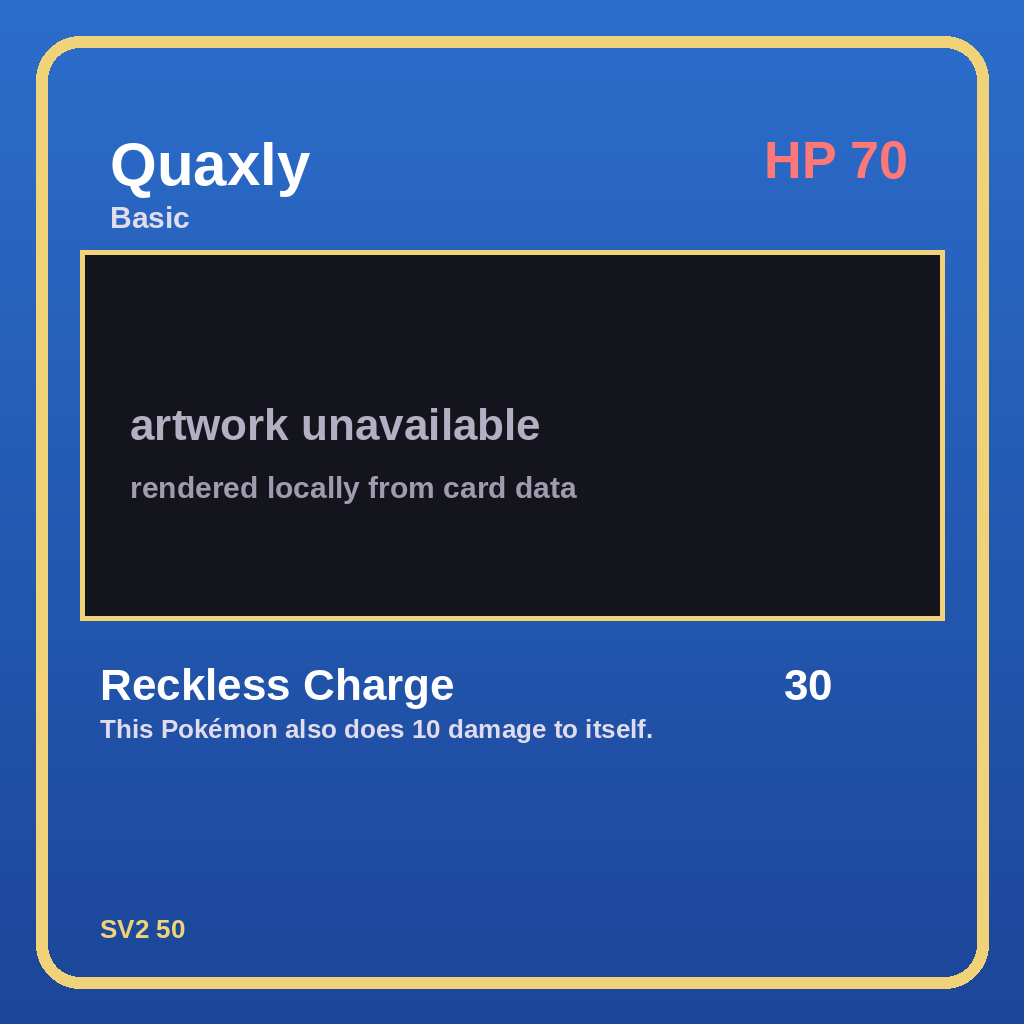 Quaxly
HP 70
Basic
artwork unavailable
rendered locally from card data
Reckless Charge 30
This Pokémon also does 10 damage to itself.
SV2 50